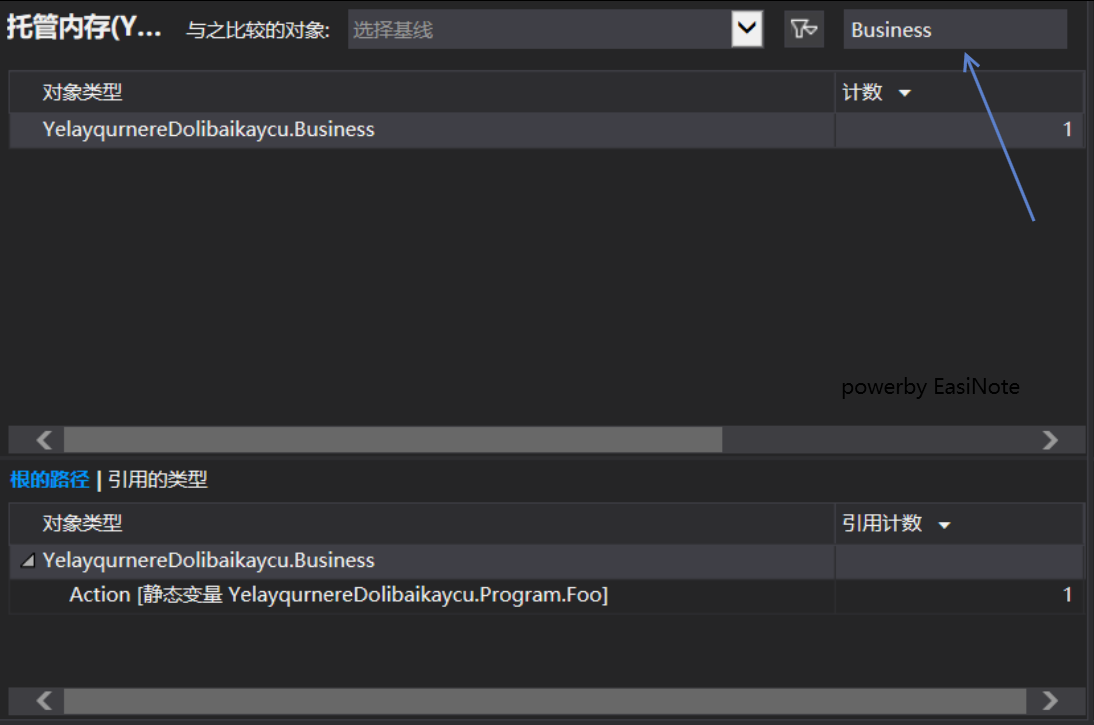 托管内存(Y... 与之比较的对象: 选择基线 Business
对象类型 计数
YelayqurnereDolibaikaycu.Business 1
powerby EasiNote
根的路径 | 引用的类型
对象类型 引用计数
YelayqurnereDolibaikaycu.Business
Action [静态变量 YelayqurnereDolibaikaycu.Program.Foo] 1